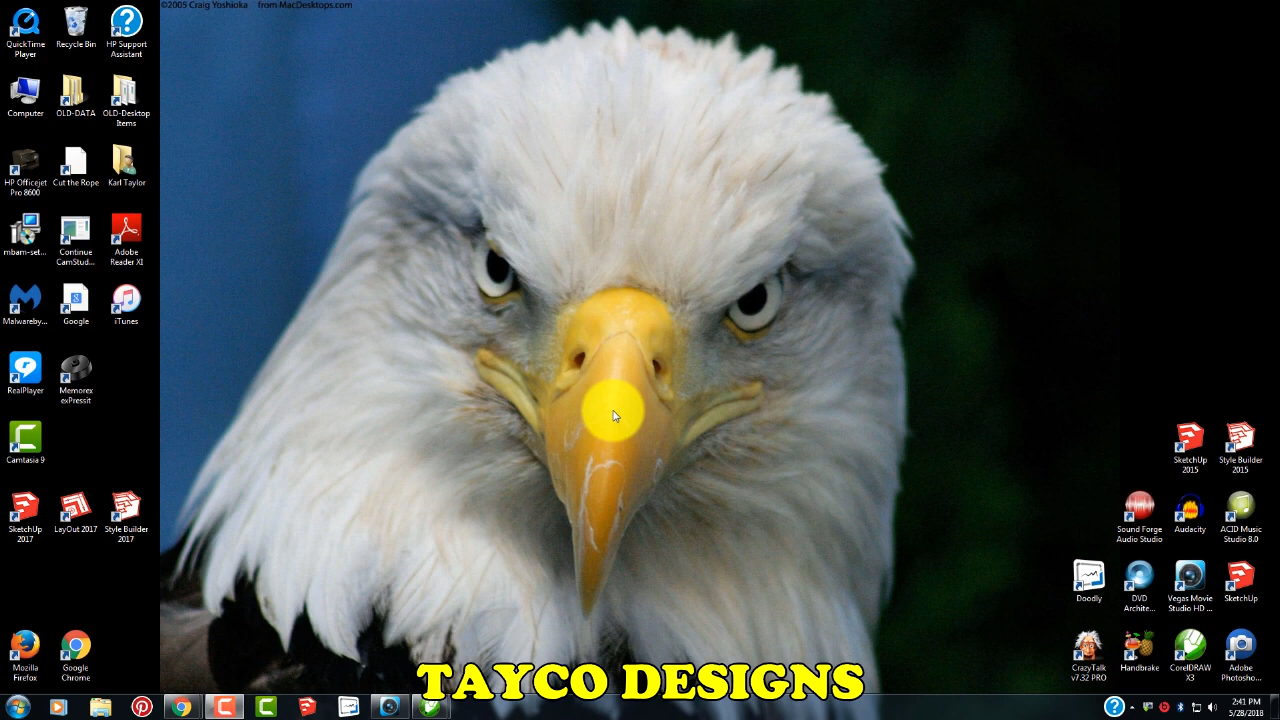 ©2005 Craig Yoshioka from MacDesktops.com
QuickTime
Player
Recycle Bin
HP Support
Assistant
Computer
OLD-DATA
OLD-Desktop
Items
HP Officejet
Pro 8600
Cut the Rope
Karl Taylor
mbam-set...
Continue
CamStud...
Adobe
Reader XI
Malwareby...
Google
iTunes
RealPlayer
Memorex
exPressit
Camtasia 9
SketchUp
2017
LayOut 2017
Style Builder
2017
Mozilla
Firefox
Google
Chrome
SketchUp
2015
Style Builder
2015
Sound Forge
Audio Studio
Audacity
ACID Music
Studio 8.0
Doodly
DVD
Archite...
Vegas Movie
Studio HD ...
SketchUp
CrazyTalk
v7.32 PRO
Handbrake
CorelDRAW
X3
Adobe
Photosho...
TAYCO DESIGNS
2:41 PM
5/28/2018